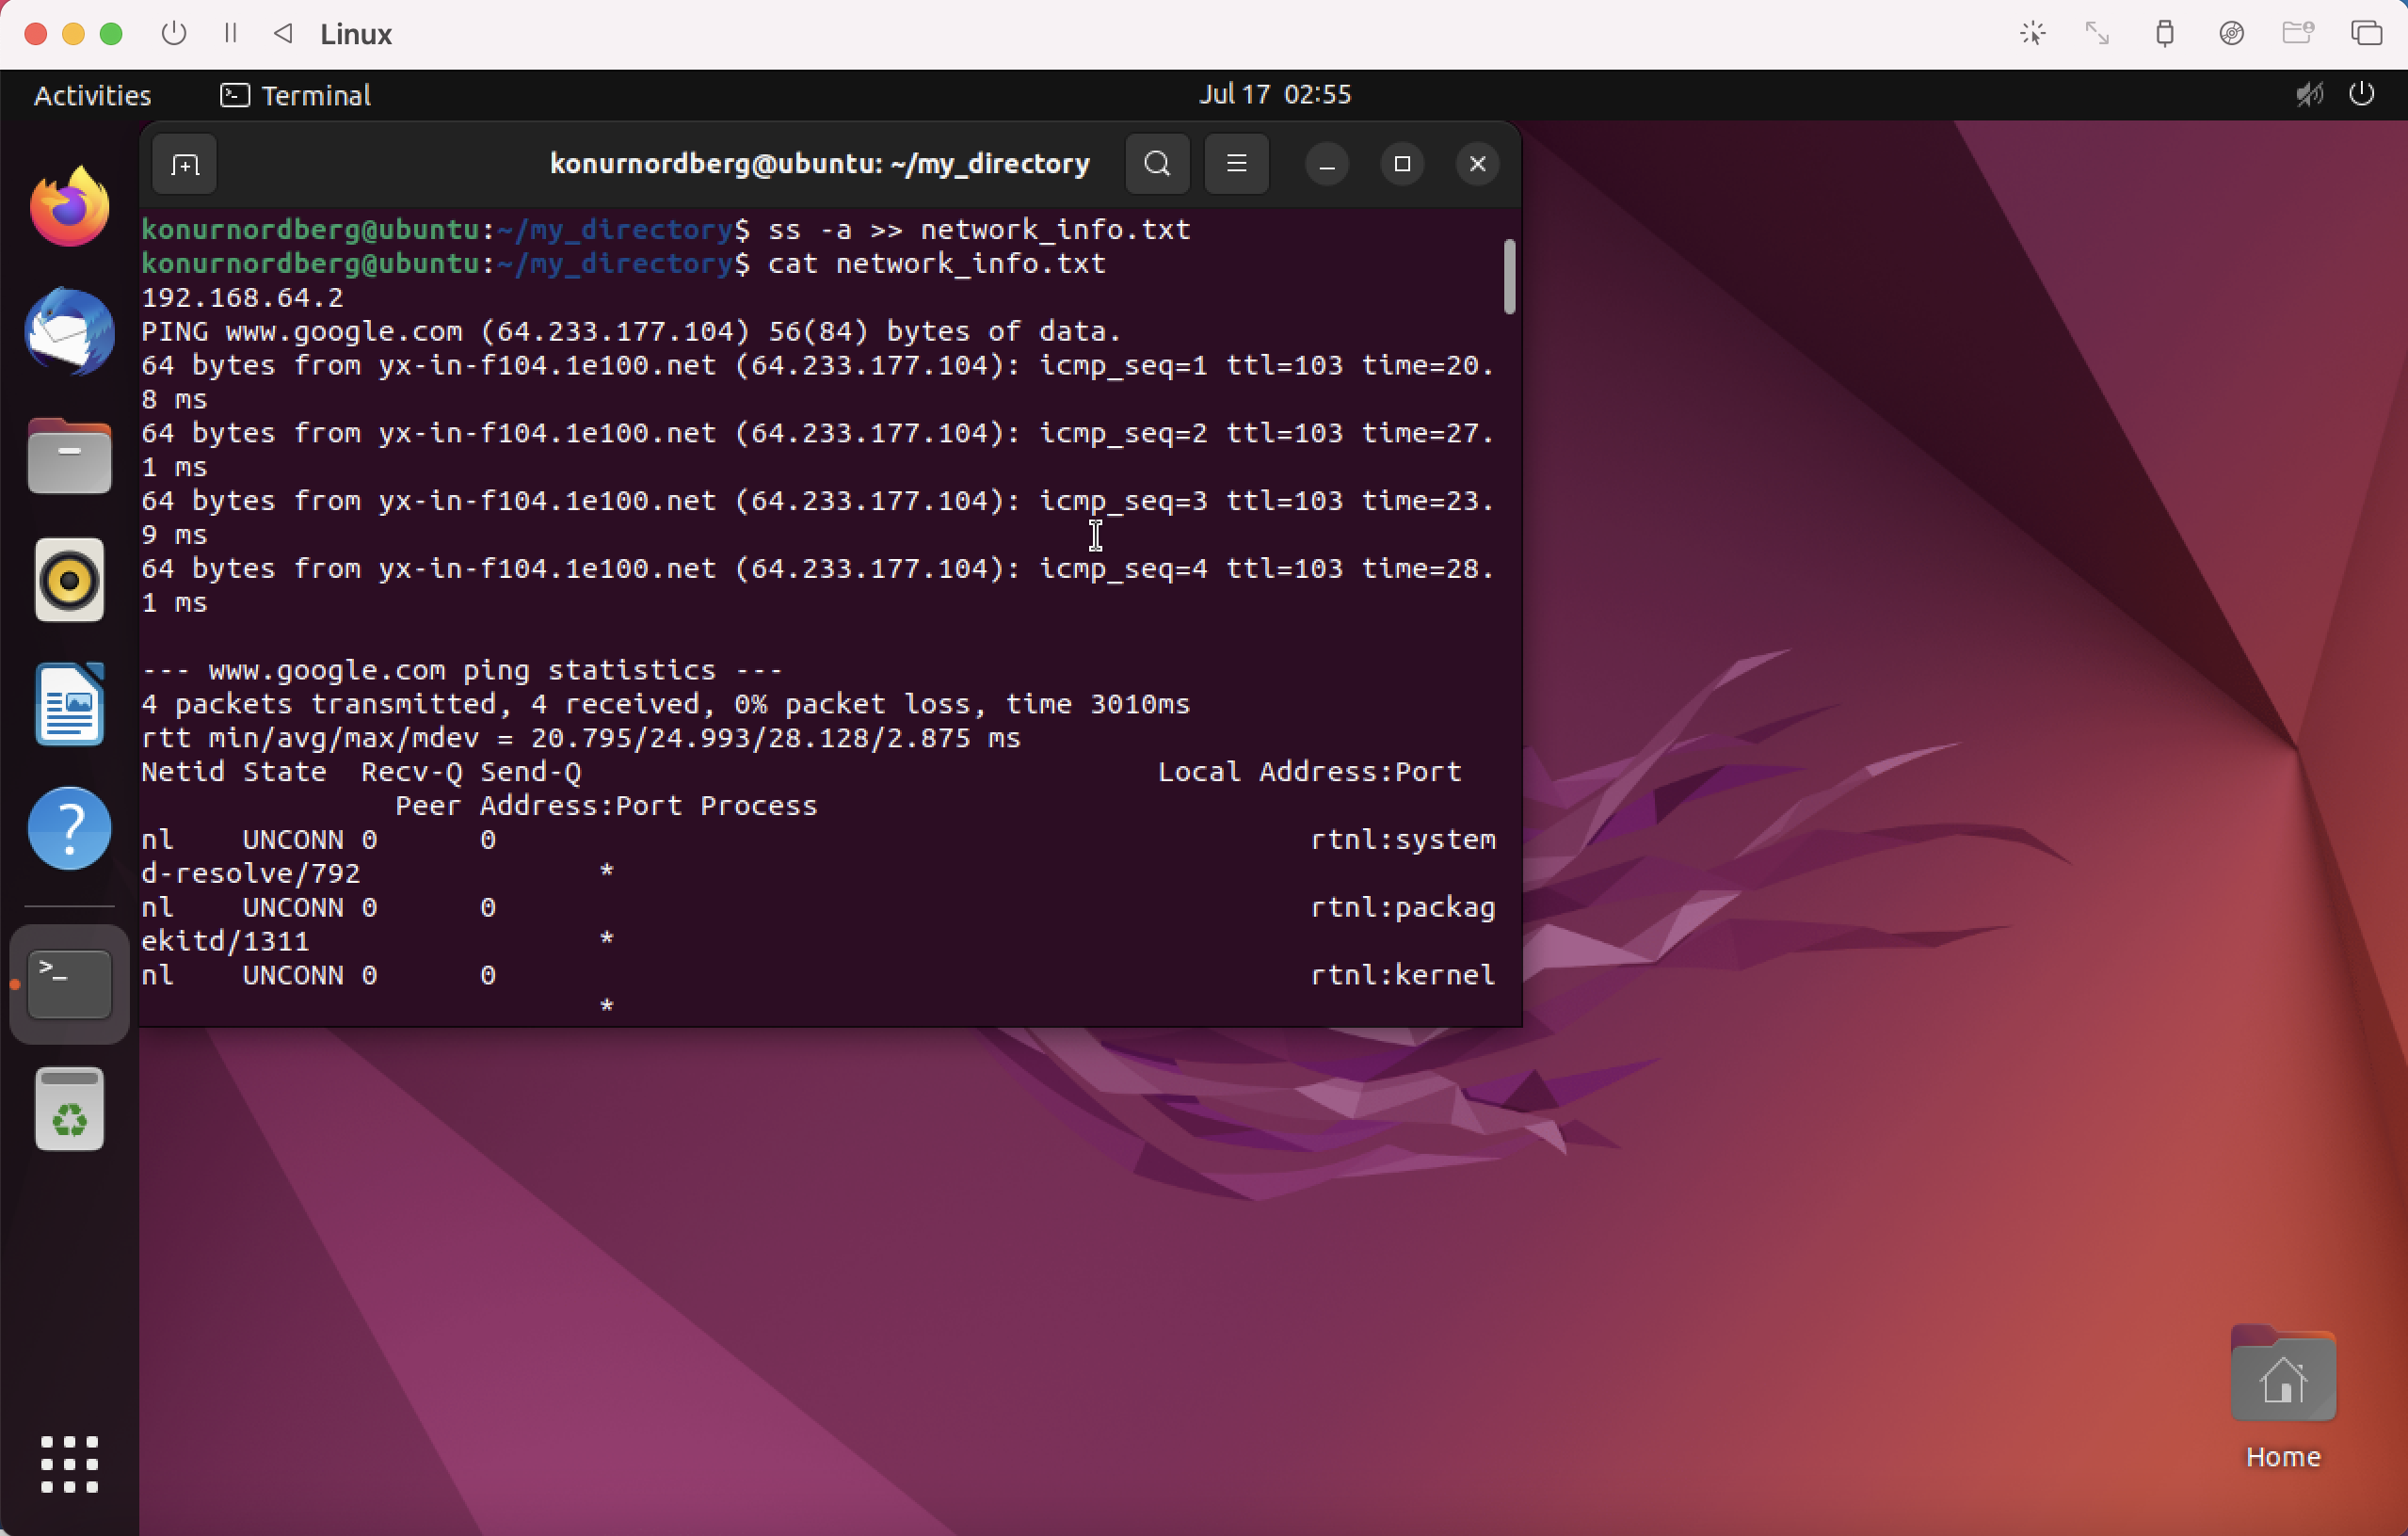 Linux
Activities Terminal Jul 17 02:55
konurnordberg@ubuntu: ~/my_directory
konurnordberg@ubuntu:~/my_directory$ ss -a >> network_info.txt
konurnordberg@ubuntu:~/my_directory$ cat network_info.txt
192.168.64.2
PING www.google.com (64.233.177.104) 56(84) bytes of data.
64 bytes from yx-in-f104.1e100.net (64.233.177.104): icmp_seq=1 ttl=103 time=20.
8 ms
64 bytes from yx-in-f104.1e100.net (64.233.177.104): icmp_seq=2 ttl=103 time=27.
1 ms
64 bytes from yx-in-f104.1e100.net (64.233.177.104): icmp_seq=3 ttl=103 time=23.
9 ms
64 bytes from yx-in-f104.1e100.net (64.233.177.104): icmp_seq=4 ttl=103 time=28.
1 ms
--- www.google.com ping statistics ---
4 packets transmitted, 4 received, 0% packet loss, time 3010ms
rtt min/avg/max/mdev = 20.795/24.993/28.128/2.875 ms
Netid State Recv-Q Send-Q Local Address:Port
Peer Address:Port Process
nl UNCONN 0 0 rtnl:system
d-resolve/792 *
nl UNCONN 0 0 rtnl:packag
ekitd/1311 *
nl UNCONN 0 0 rtnl:kernel
*
Home